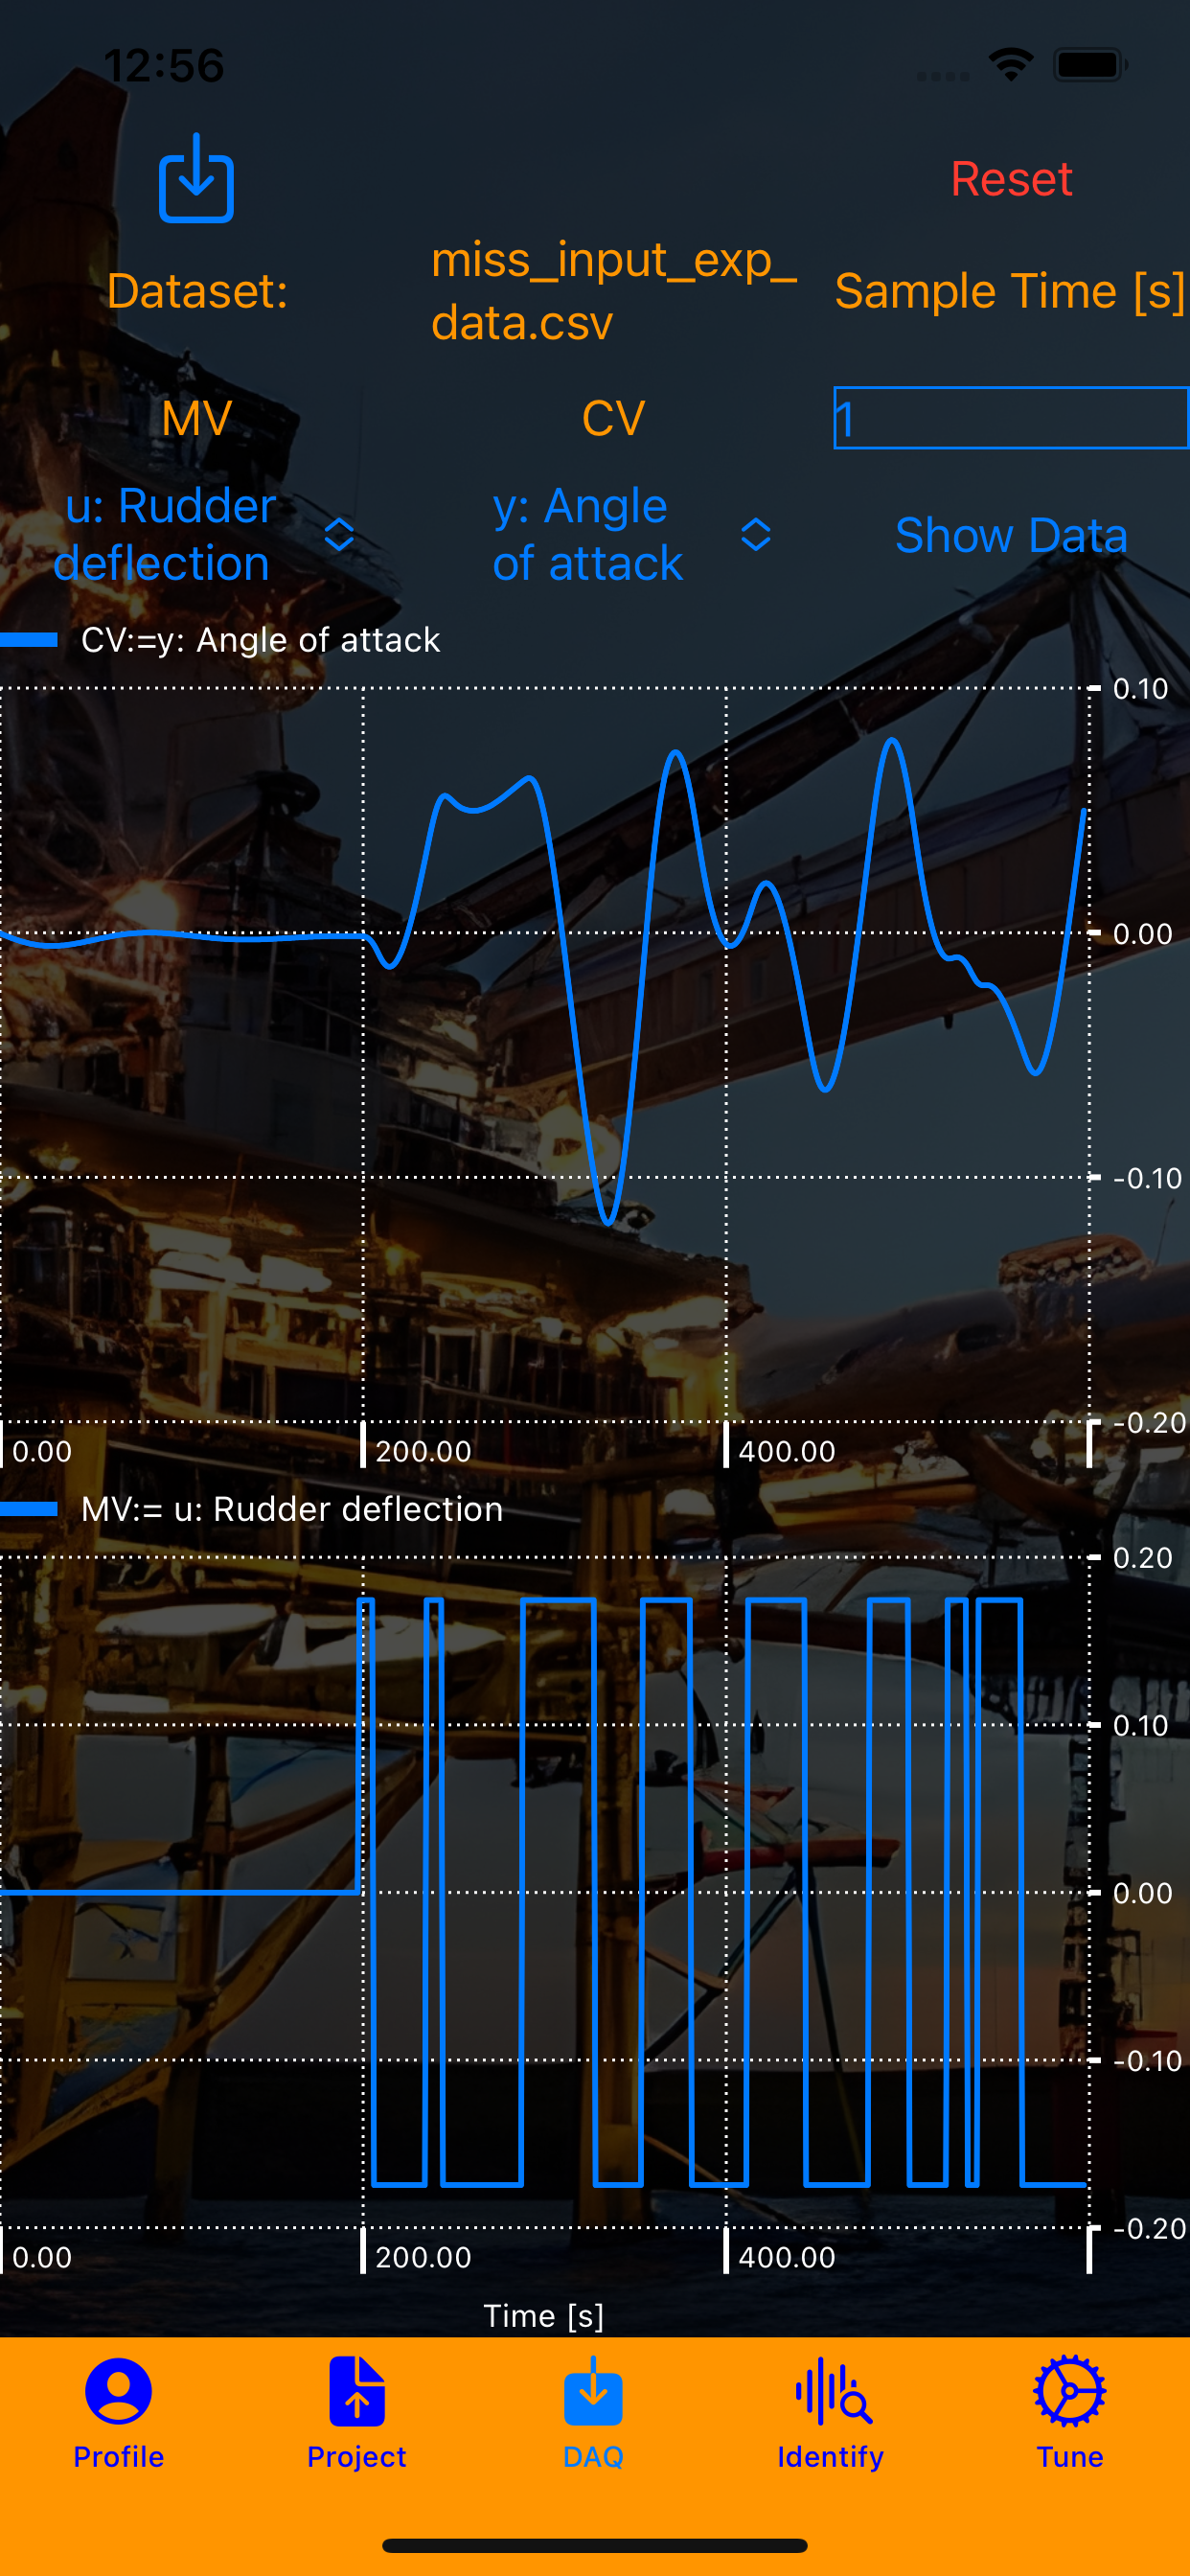 12:56
Reset
Dataset:
miss_input_exp_
data.csv
Sample Time [s]
MV
CV
1
u: Rudder
deflection
y: Angle
of attack
Show Data
CV:=y: Angle of attack
0.10
0.00
-0.10
-0.20
0.00
200.00
400.00
MV:= u: Rudder deflection
0.20
0.10
0.00
-0.10
-0.20
0.00
200.00
400.00
Time [s]
Profile
Project
DAQ
Identify
Tune